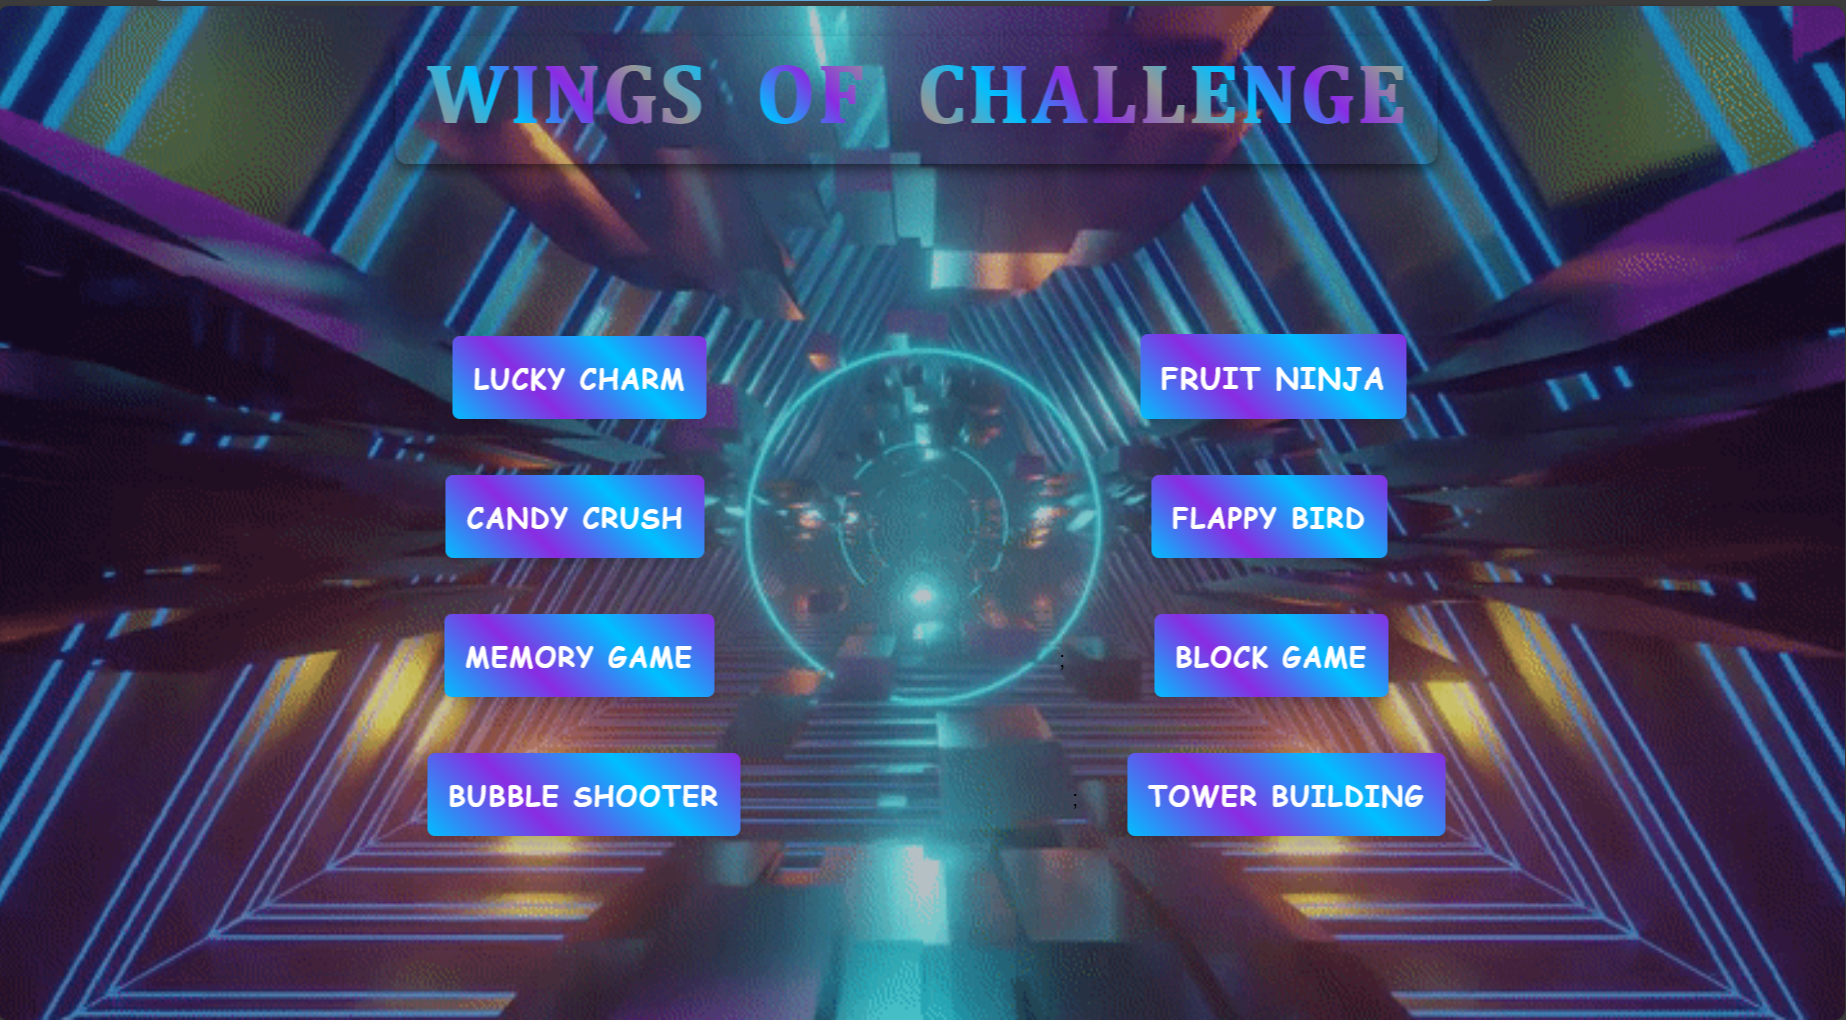 WINGS OF CHALLENGE
LUCKY CHARM
FRUIT NINJA
CANDY CRUSH
FLAPPY BIRD
MEMORY GAME
;
BLOCK GAME
BUBBLE SHOOTER
;
TOWER BUILDING